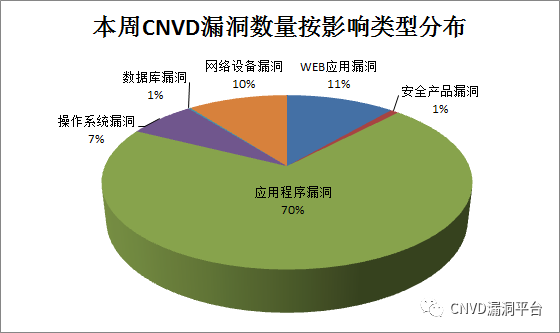 本周CNVD漏洞数量按影响类型分布
网络设备漏洞
10%
WEB应用漏洞
11%
数据库漏洞
1%
安全产品漏洞
1%
操作系统漏洞
7%
应用程序漏洞
70%
CNVD漏洞平台